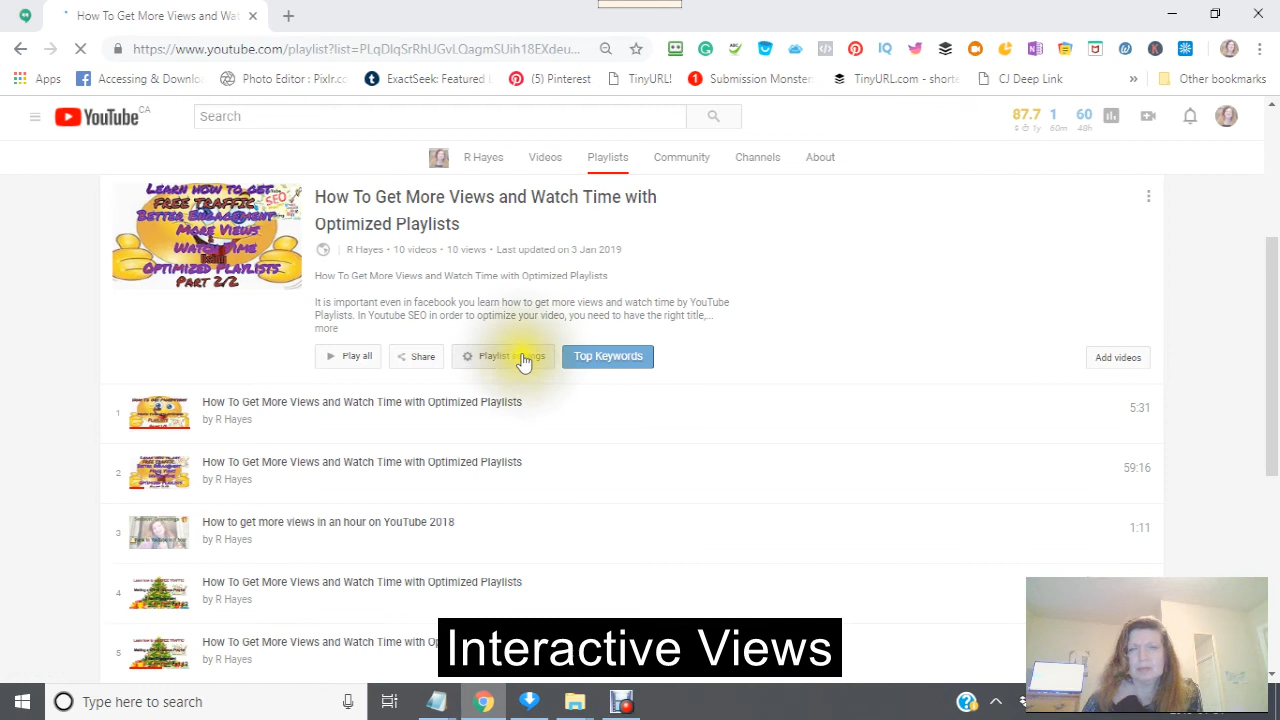 How To Get More Views and Wat
https://www.youtube.com/playlist?list=PLqDlqSrRhUGvLQagmSUih18EXdeu...
Apps
Accessing & Downlo
Photo Editor : Pixlr.co
ExactSeek: Featured
(5) Pinterest
TinyURL!
Submission Monster
TinyURL.com - shorte
CJ Deep Link
Other bookmarks
YouTube CA
Search
87.7 1 60
1y 60m 48h
R Hayes
Videos
Playlists
Community
Channels
About
LEARN HOW TO GET
FREE TRAFFIC
BETTER ENGAGEMENT
MORE VIEWS
WATCH TIME
USING
OPTIMIZED PLAYLISTS
PART 2/2
SEO
How To Get More Views and Watch Time with
Optimized Playlists
R Hayes • 10 videos • 10 views • Last updated on 3 Jan 2019
How To Get More Views and Watch Time with Optimized Playlists
It is important even in facebook you learn how to get more views and watch time by YouTube
Playlists. In Youtube SEO in order to optimize your video, you need to have the right title,...
more
Play all
Share
Playlist
Top Keywords
Add videos
1
How To Get More Views and Watch Time with Optimized Playlists
by R Hayes
5:31
2
How To Get More Views and Watch Time with Optimized Playlists
by R Hayes
59:16
3
How to get more views in an hour on YouTube 2018
by R Hayes
1:11
4
How To Get More Views and Watch Time with Optimized Playlists
by R Hayes
5
How To Get More Views and Watch Time with O
by R Hayes
Interactive Views
Type here to search